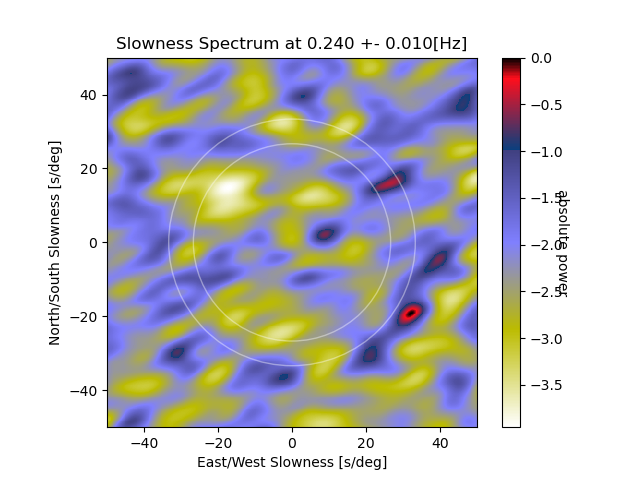 Slowness Spectrum at 0.240 +- 0.010[Hz]
North/South Slowness [s/deg]
40
20
0
−20
−40
−40 −20 0 20 40
East/West Slowness [s/deg]
0.0
−0.5
−1.0
−1.5
−2.0
−2.5
−3.0
−3.5
absolute power